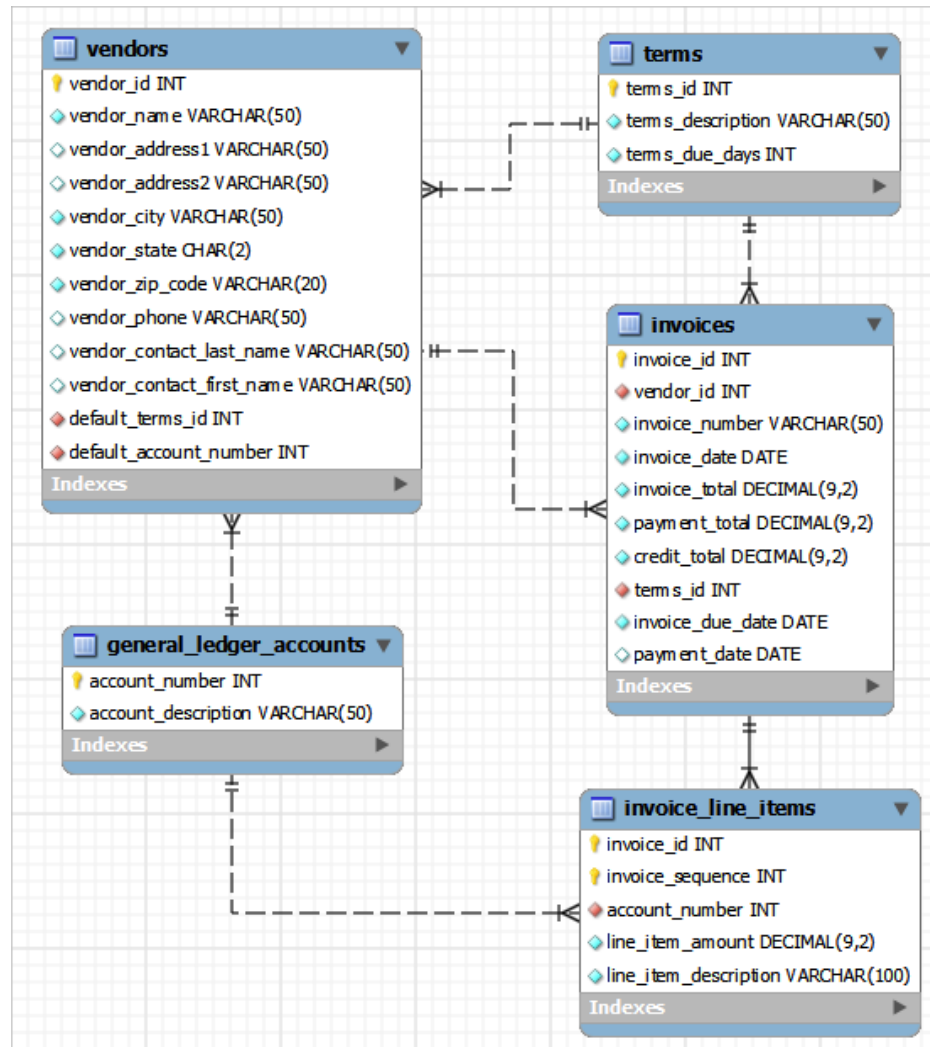 vendors
vendor_id INT
vendor_name VARCHAR(50)
vendor_address1 VARCHAR(50)
vendor_address2 VARCHAR(50)
vendor_city VARCHAR(50)
vendor_state CHAR(2)
vendor_zip_code VARCHAR(20)
vendor_phone VARCHAR(50)
vendor_contact_last_name VARCHAR(50)
vendor_contact_first_name VARCHAR(50)
default_terms_id INT
default_account_number INT
Indexes
terms
terms_id INT
terms_description VARCHAR(50)
terms_due_days INT
Indexes
invoices
invoice_id INT
vendor_id INT
invoice_number VARCHAR(50)
invoice_date DATE
invoice_total DECIMAL(9,2)
payment_total DECIMAL(9,2)
credit_total DECIMAL(9,2)
terms_id INT
invoice_due_date DATE
payment_date DATE
Indexes
general_ledger_accounts
account_number INT
account_description VARCHAR(50)
Indexes
invoice_line_items
invoice_id INT
invoice_sequence INT
account_number INT
line_item_amount DECIMAL(9,2)
line_item_description VARCHAR(100)
Indexes